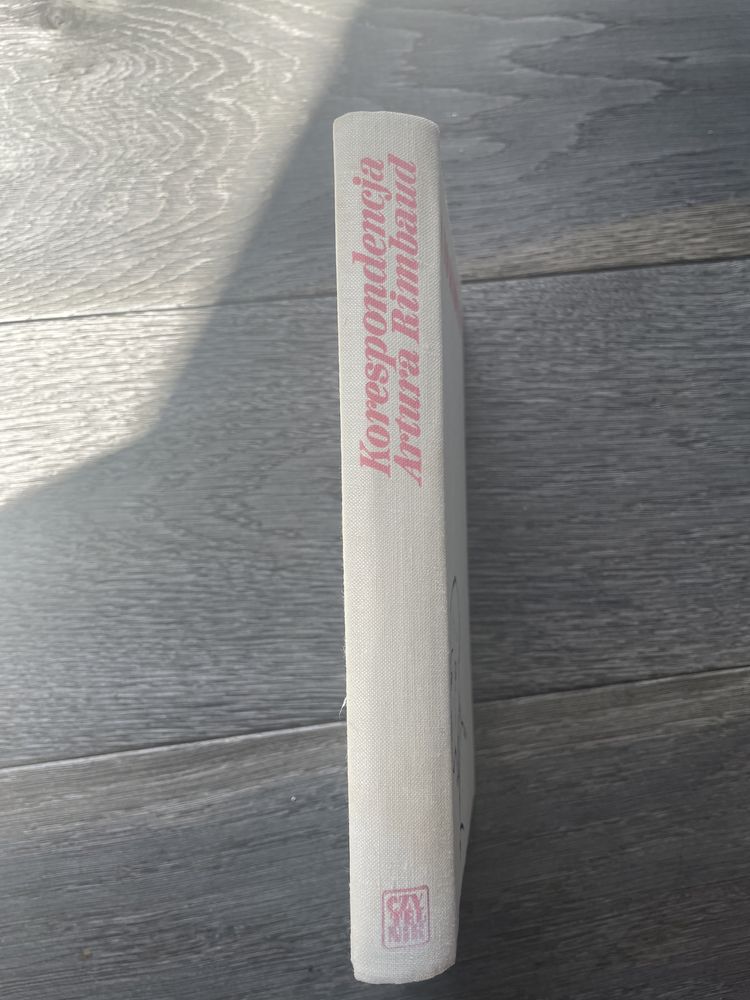 Korespondencja
Artura Rimbaud
CZY
TEL
NIK